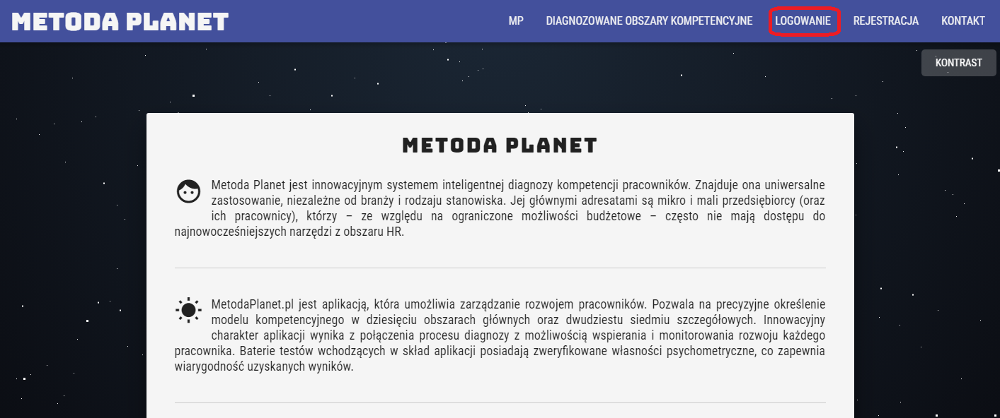 METODA PLANET
MP DIAGNOZOWANE OBSZARY KOMPETENCYJNE LOGOWANIE REJESTRACJA KONTAKT
KONTRAST
METODA PLANET
Metoda Planet jest innowacyjnym systemem inteligentnej diagnozy kompetencji pracowników. Znajduje ona uniwersalne
zastosowanie, niezależne od branży i rodzaju stanowiska. Jej głównymi adresatami są mikro i mali przedsiębiorcy (oraz
ich pracownicy), którzy – ze względu na ograniczone możliwości budżetowe – często nie mają dostępu do
najnowocześniejszych narzędzi z obszaru HR.
MetodaPlanet.pl jest aplikacją, która umożliwia zarządzanie rozwojem pracowników. Pozwala na precyzyjne określenie
modelu kompetencyjnego w dziesięciu obszarach głównych oraz dwudziestu siedmiu szczegółowych. Innowacyjny
charakter aplikacji wynika z połączenia procesu diagnozy z możliwością wspierania i monitorowania rozwoju każdego
pracownika. Baterie testów wchodzących w skład aplikacji posiadają zweryfikowane własności psychometryczne, co zapewnia
wiarygodność uzyskanych wyników.